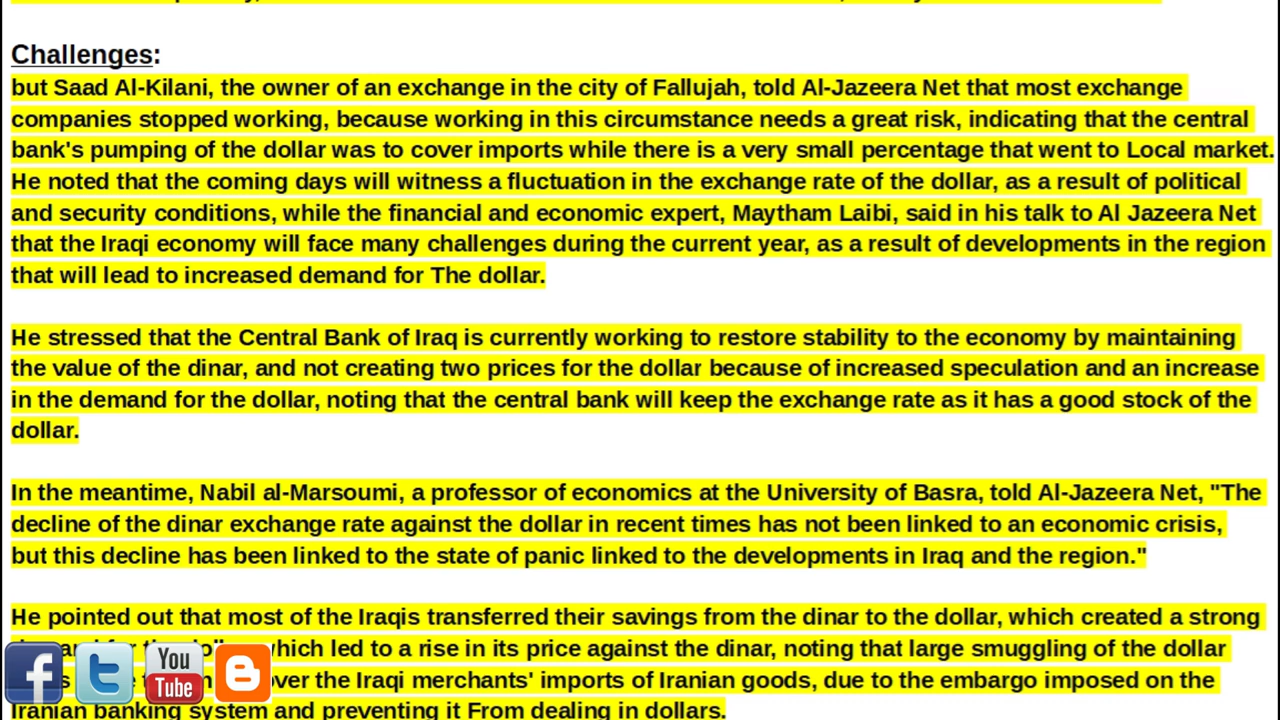 Challenges:
but Saad Al-Kilani, the owner of an exchange in the city of Fallujah, told Al-Jazeera Net that most exchange
companies stopped working, because working in this circumstance needs a great risk, indicating that the central
bank's pumping of the dollar was to cover imports while there is a very small percentage that went to Local market.
He noted that the coming days will witness a fluctuation in the exchange rate of the dollar, as a result of political
and security conditions, while the financial and economic expert, Maytham Laibi, said in his talk to Al Jazeera Net
that the Iraqi economy will face many challenges during the current year, as a result of developments in the region
that will lead to increased demand for The dollar.
He stressed that the Central Bank of Iraq is currently working to restore stability to the economy by maintaining
the value of the dinar, and not creating two prices for the dollar because of increased speculation and an increase
in the demand for the dollar, noting that the central bank will keep the exchange rate as it has a good stock of the
dollar.
In the meantime, Nabil al-Marsoumi, a professor of economics at the University of Basra, told Al-Jazeera Net, "The
decline of the dinar exchange rate against the dollar in recent times has not been linked to an economic crisis,
but this decline has been linked to the state of panic linked to the developments in Iraq and the region."
He pointed out that most of the Iraqis transferred their savings from the dinar to the dollar, which created a strong
which led to a rise in its price against the dinar, noting that large smuggling of the dollar
over the Iraqi merchants' imports of Iranian goods, due to the embargo imposed on the
Iranian banking system and preventing it From dealing in dollars.
f t You Tube B